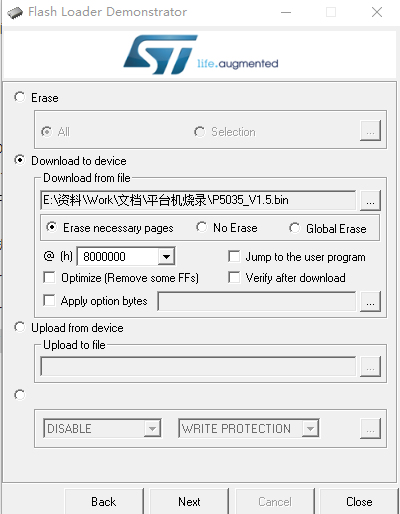 Flash Loader Demonstrator
ST life.augmented
Erase
All Selection ...
Download to device
Download from file
E:\资料\Work\文档\平台机烧录\P5035_V1.5.bin ...
Erase necessary pages No Erase Global Erase
@ (h) 8000000 Jump to the user program
Optimize (Remove some FFs) Verify after download
Apply option bytes ...
Upload from device
Upload to file
...
DISABLE WRITE PROTECTION ...
Back Next Cancel Close